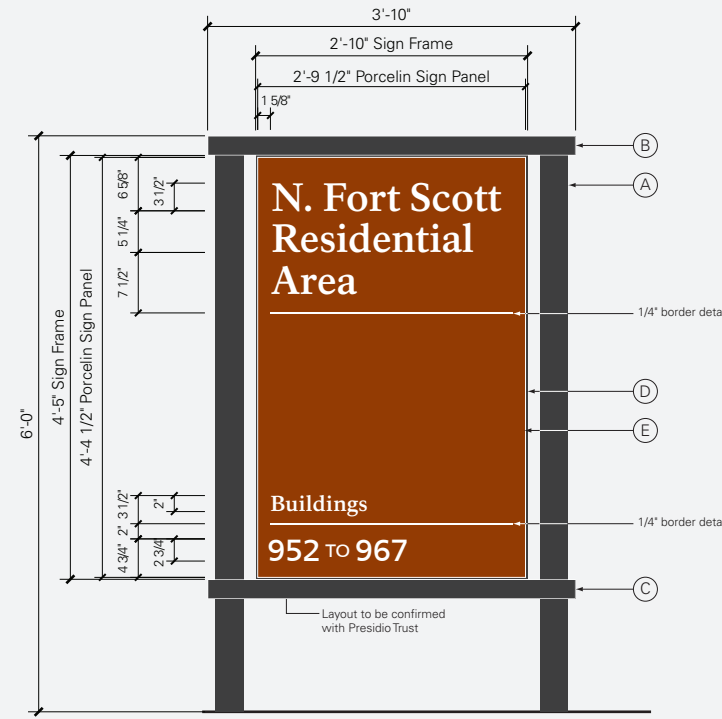 3'-10"
2'-10" Sign Frame
2'-9 1/2" Porcelin Sign Panel
1 5/8"
B
A
6 5/8"
3 1/2"
5 1/4"
7 1/2"
N. Fort Scott
Residential
Area
1/4" border deta
6'-0"
4'-5" Sign Frame
4'-4 1/2" Porcelin Sign Panel
D
E
3 1/2"
2"
2"
4 3/4"
2 3/4"
Buildings
1/4" border deta
952 TO 967
C
Layout to be confirmed
with Presidio Trust